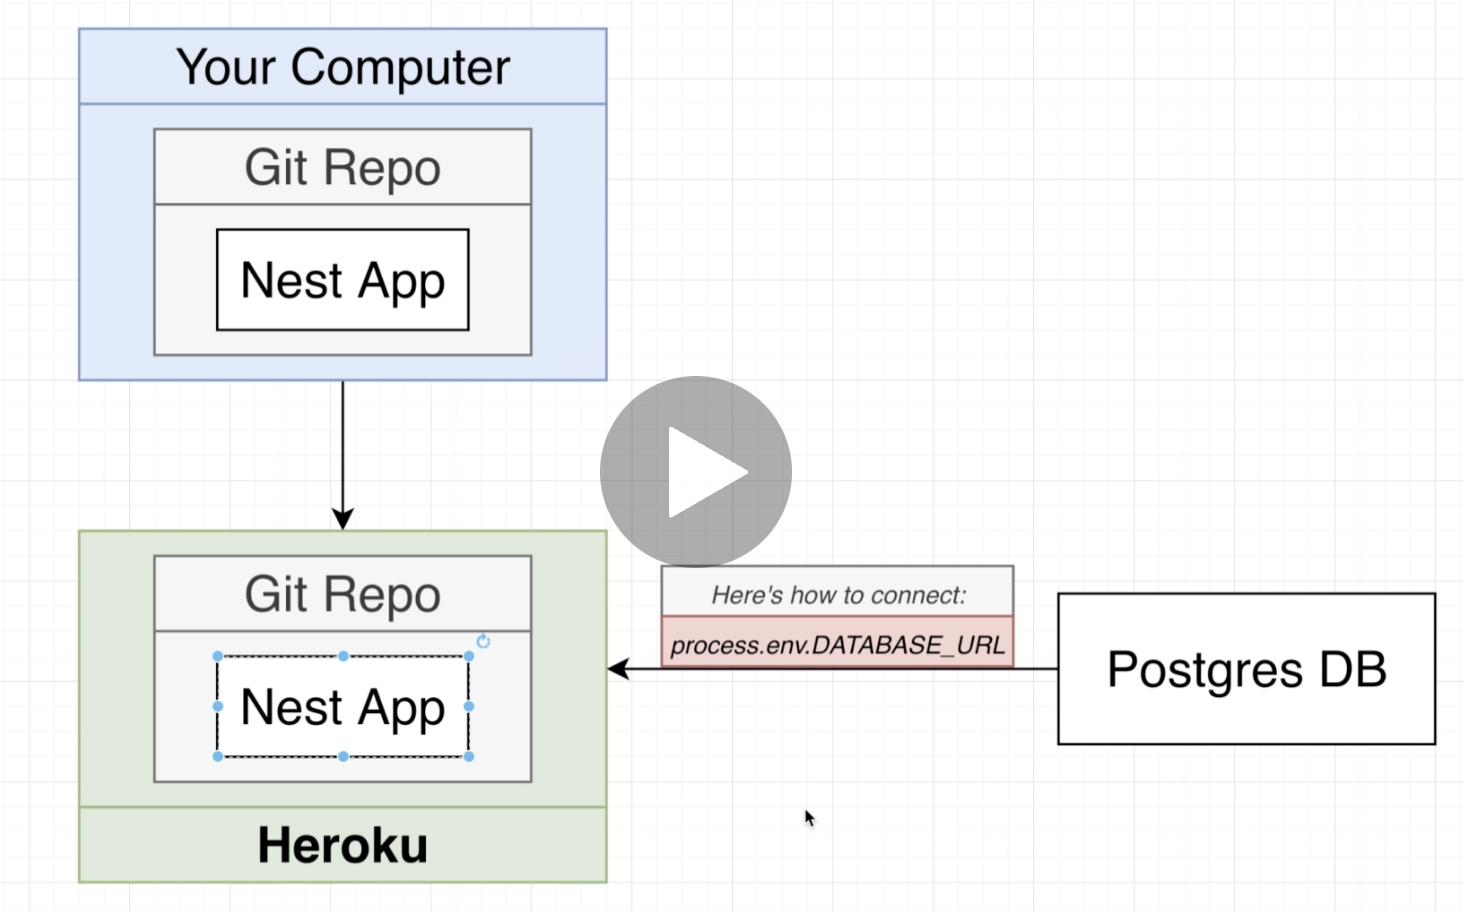 Your Computer
Git Repo
Nest App
Git Repo
Nest App
Heroku
Here's how to connect:
process.env.DATABASE_URL
Postgres DB